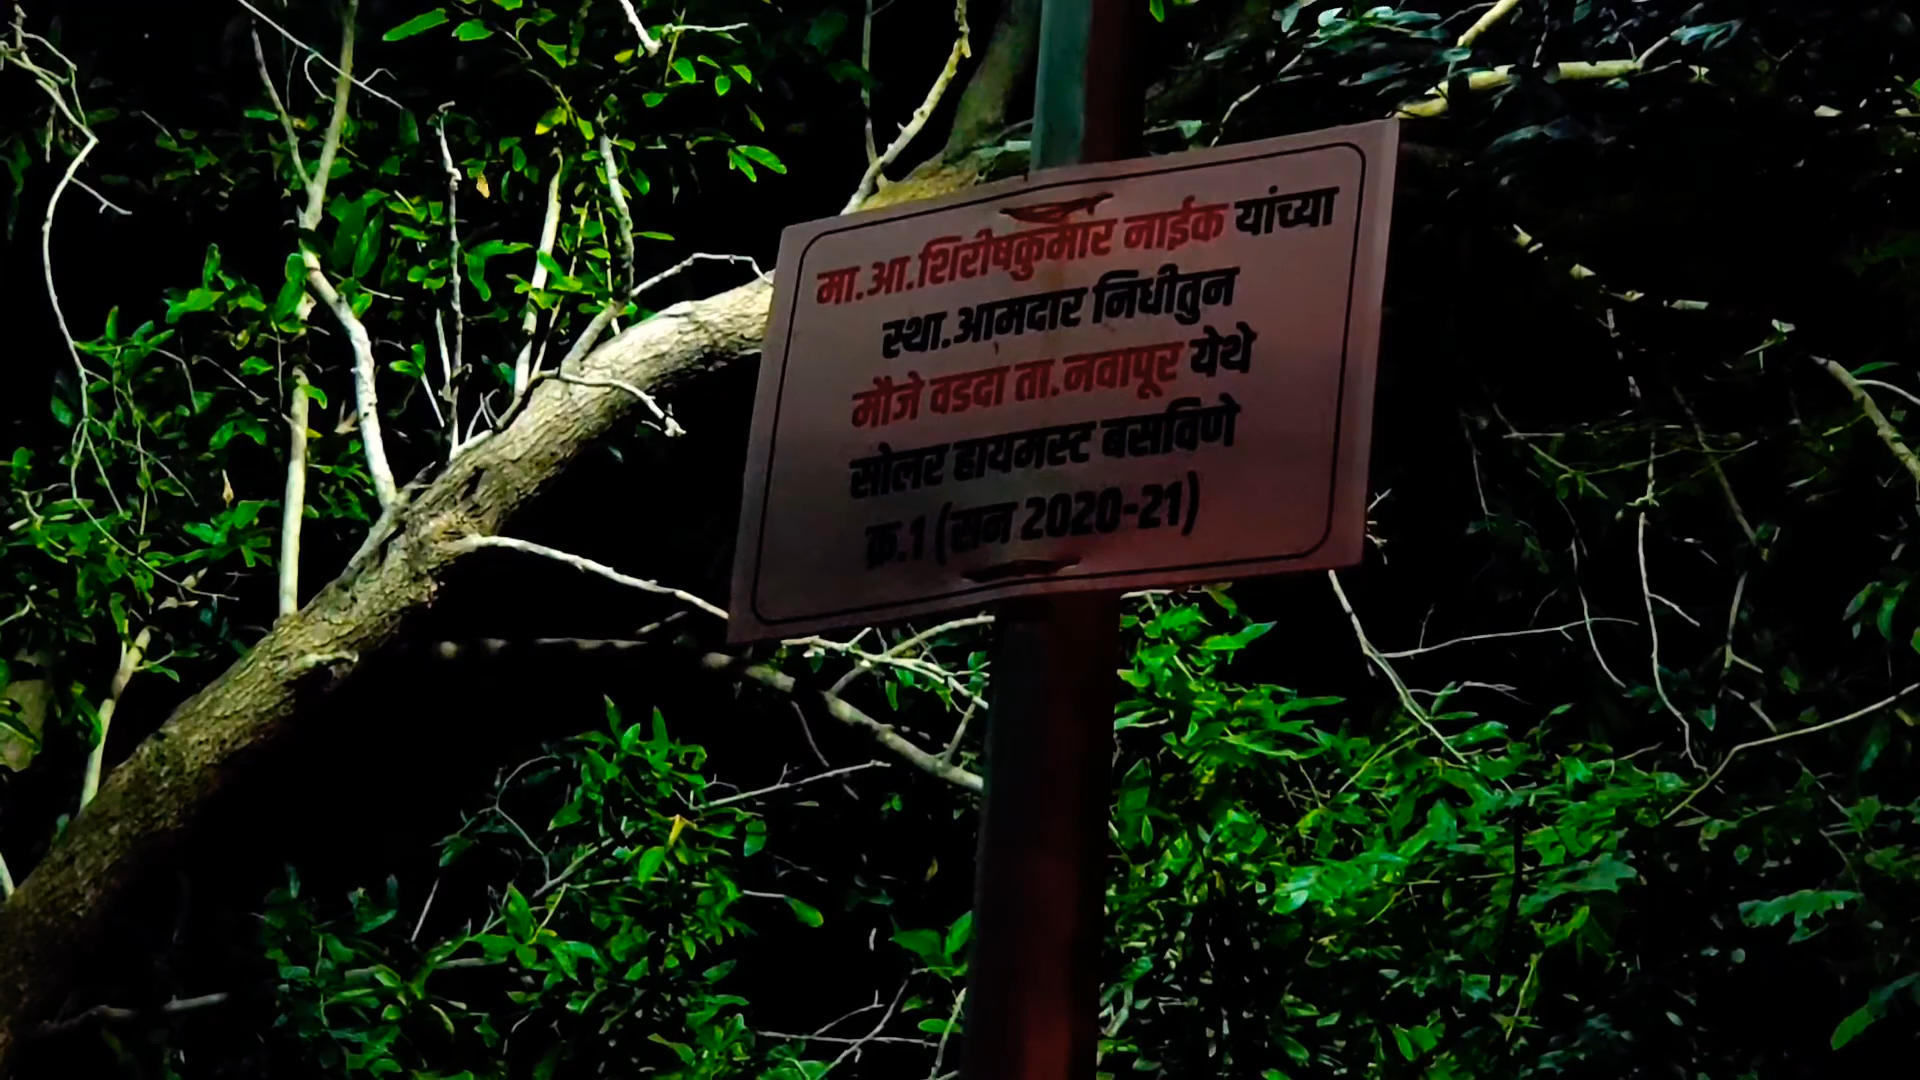 मा.आ.शिरीषकुमार नाईक यांच्या
स्था.आमदार निधीतुन
मौजे वडदा ता.नवापूर येथे
सोलर हायमस्ट बसविणे
क्र.1 (सन 2020-21)